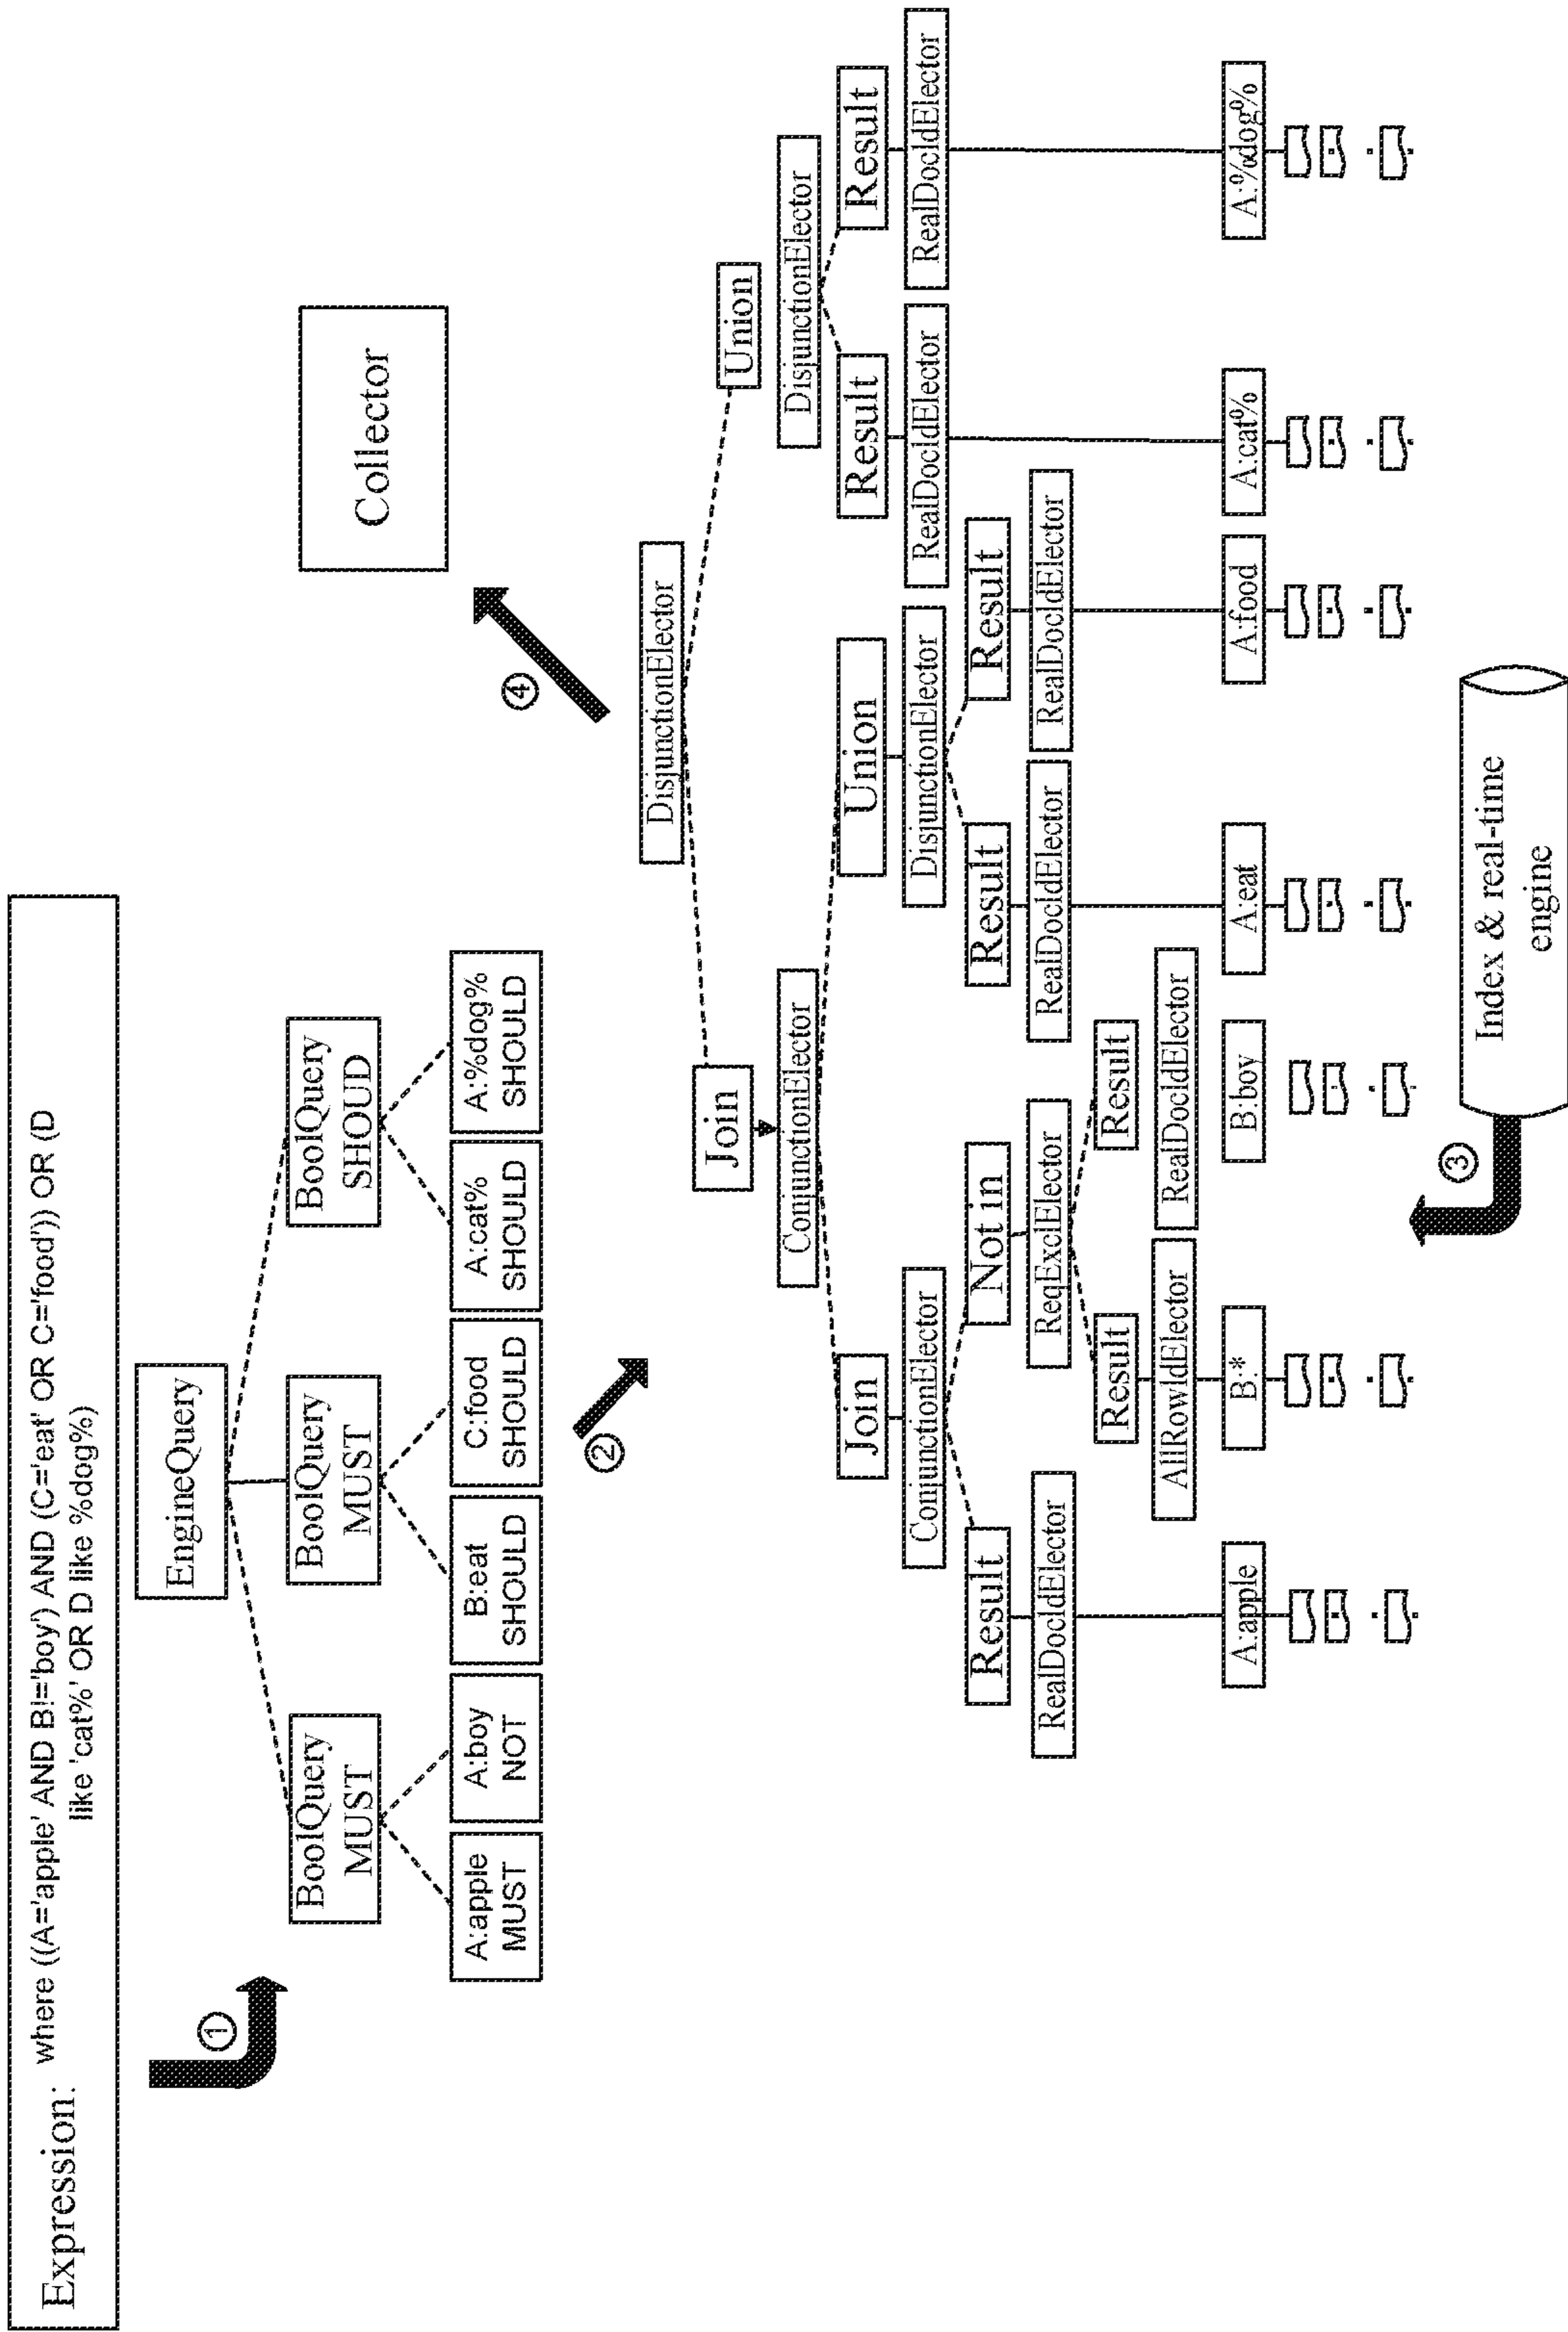 Expression: where ((A='apple' AND B!='boy') AND (C='eat' OR C='food')) OR (D
like 'cat%' OR D like %dog%)
①
EngineQuery
BoolQuery
MUST
BoolQuery
MUST
BoolQuery
SHOUD
A:apple
MUST
A:boy
NOT
B:eat
SHOULD
C:food
SHOULD
A:cat%
SHOULD
A:%dog%
SHOULD
②
④
Collector
DisjunctionElector
Join
Union
ConjunctionElector
DisjunctionElector
Join
Union
Result
Result
ConjunctionElector
DisjunctionElector
RealDocIdElector
RealDocIdElector
Result
Not in
Result
Result
RealDocIdElector
ReqExclElector
RealDocIdElector
RealDocIdElector
Result
Result
AllRowIdElector
RealDocIdElector
A:apple
B:*
B:boy
A:eat
A:food
A:cat%
A:%dog%
③
Index & real-time
engine